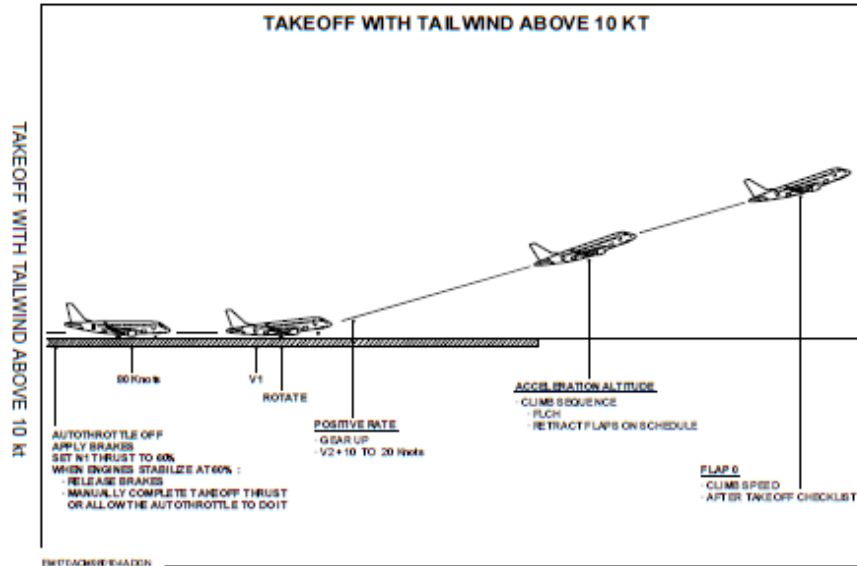 TAKEOFF WITH TAILWIND ABOVE 10 KT
TAKEOFF WITH TAILWIND ABOVE 10 kt
80 Knots
V1
ROTATE
AUTOTHROTTLE OFF
APPLY BRAKES
SET N1 THRUST TO 60%
WHEN ENGINES STABILIZE AT 60% :
- RELEASE BRAKES
- MANUALLY COMPLETE TAKEOFF THRUST
OR ALLOW THE AUTOTHROTTLE TO DO IT
POSITIVE RATE
- GEAR UP
- V2 + 10 TO 20 Knots
ACCELERATION ALTITUDE
- CLIMB SEQUENCE
- FLCH
- RETRACT FLAPS ON SCHEDULE
FLAP 0
- CLIMB SPEED
- AFTER TAKEOFF CHECKLIST